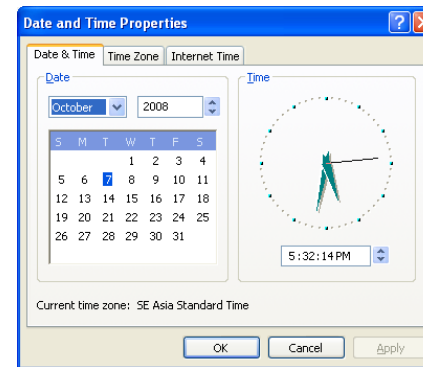 Date and Time Properties
Date & Time Time Zone Internet Time
Date
October 2008
S M T W T F S
1 2 3 4
5 6 7 8 9 10 11
12 13 14 15 16 17 18
19 20 21 22 23 24 25
26 27 28 29 30 31
Time
5:32:14 PM
Current time zone: SE Asia Standard Time
OK Cancel Apply